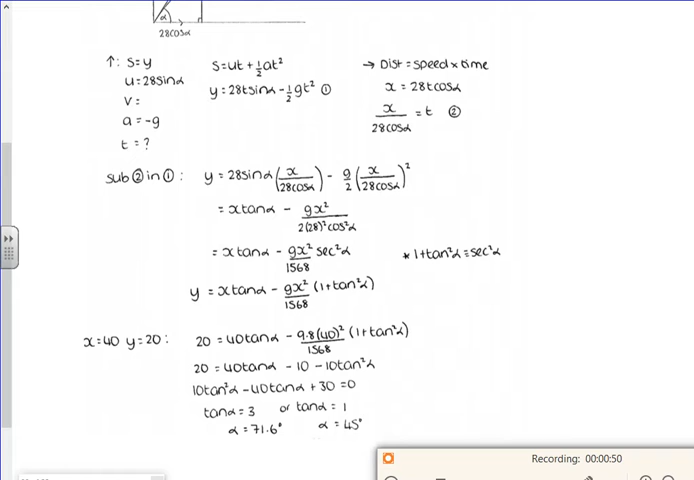 α
28cosα
↑: S=y
u=28sinα
v=
a=-g
t=?
S=ut+½at²
y=28tsinα-½gt² ①
→ Dist = speed × time
x = 28tcosα
x/28cosα = t ②
sub ② in ①: y = 28sinα(x/28cosα) - g/2(x/28cosα)²
= xtanα - gx²/2(28)²cos²α
= xtanα - gx²/1568 sec²α
* 1+tan²α=sec²α
y = xtanα - gx²/1568 (1+tan²α)
x=40 y=20: 20 = 40tanα - 9.8(40)²/1568 (1+tan²α)
20 = 40tanα - 10 - 10tan²α
10tan²α - 40tanα + 30 = 0
tanα = 3 or tanα = 1
α = 71.6° α = 45°
Recording: 00:00:50